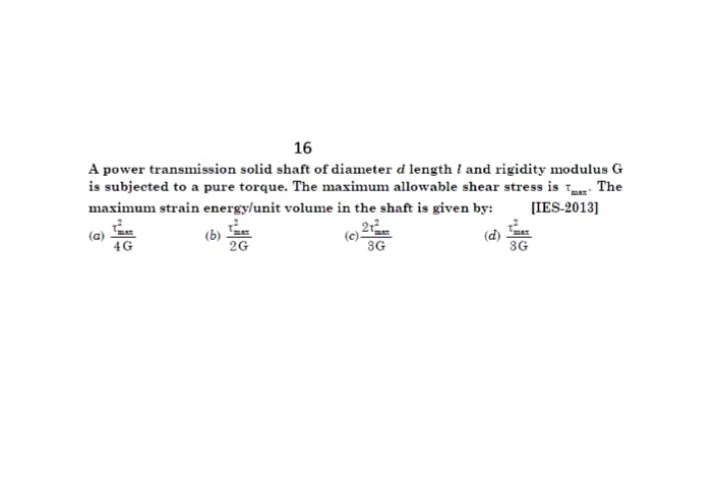 16
A power transmission solid shaft of diameter d length l and rigidity modulus G
is subjected to a pure torque. The maximum allowable shear stress is τmax. The
maximum strain energy/unit volume in the shaft is given by: [IES-2013]
(a) τ²max/4G (b) τ²max/2G (c) 2τ²max/3G (d) τ²max/3G